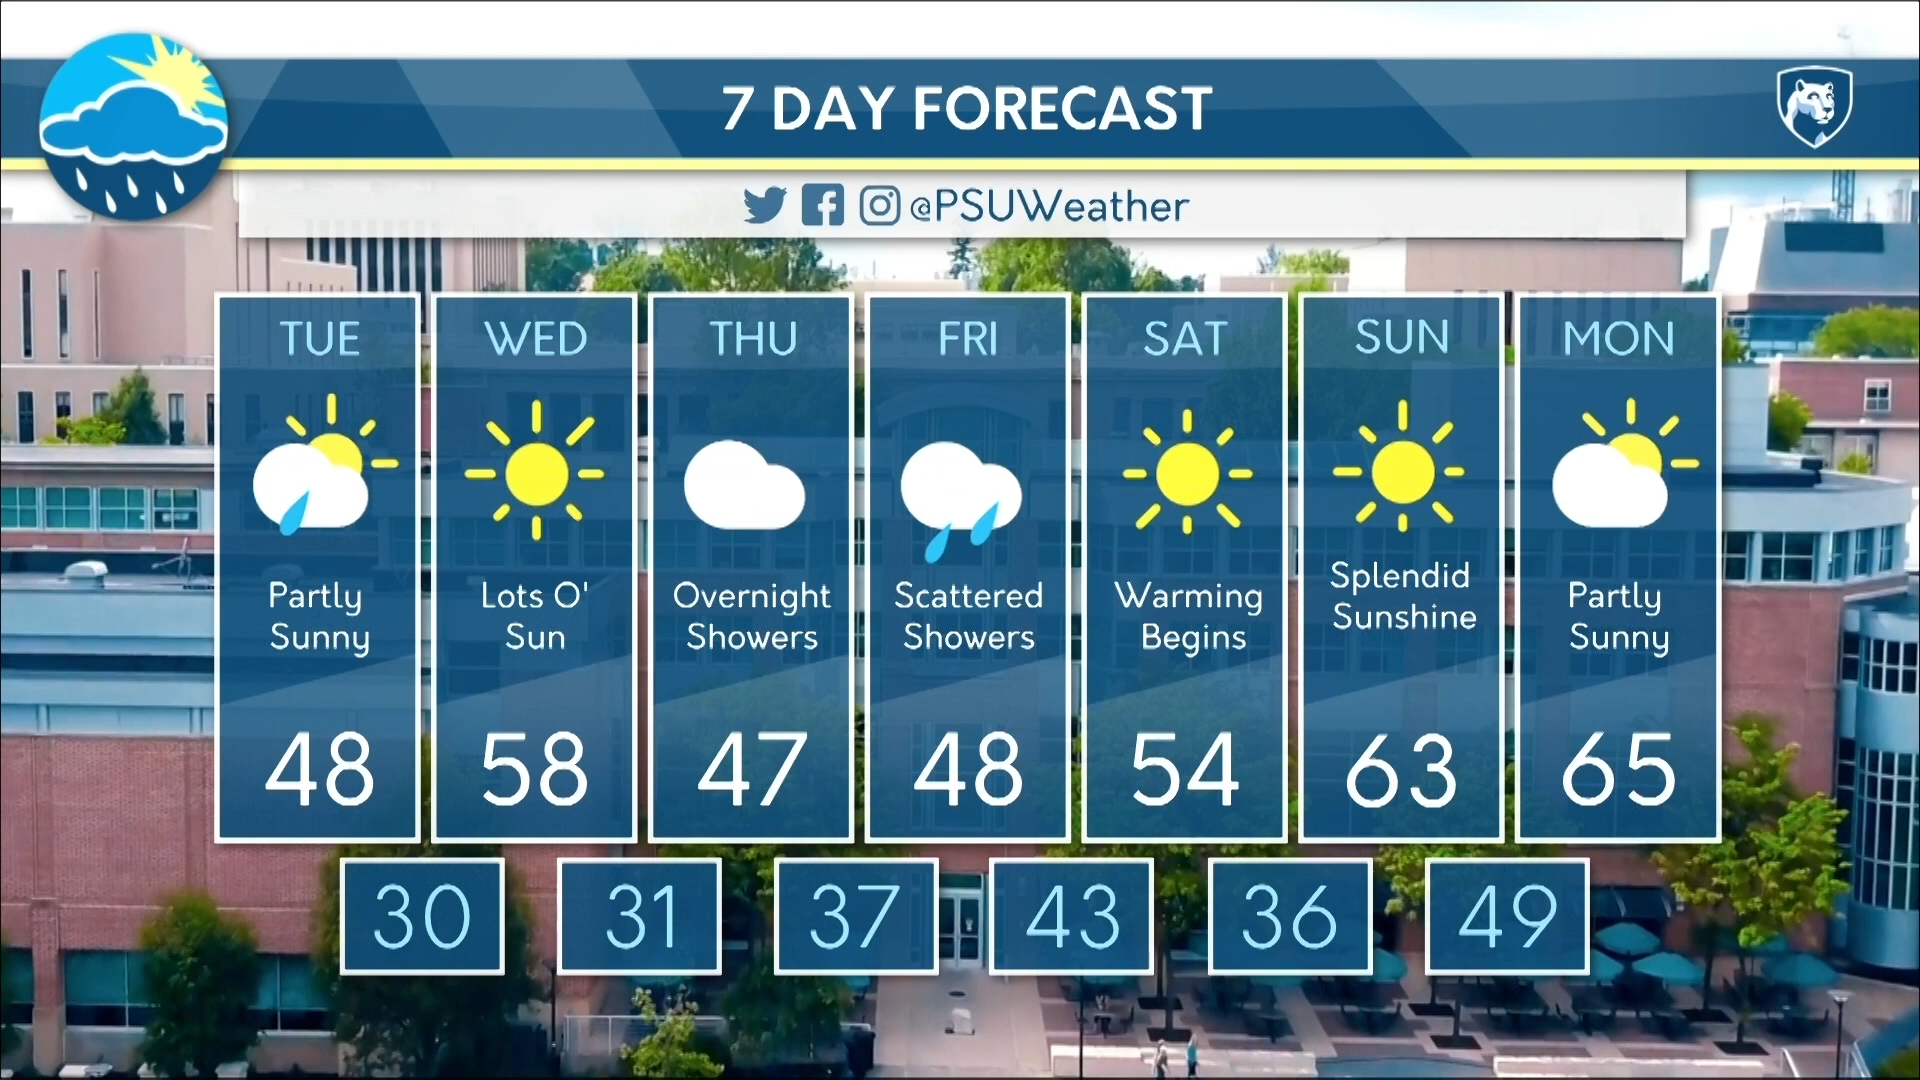 7 DAY FORECAST
@PSUWeather
TUE
Partly
Sunny
48
WED
Lots O'
Sun
58
THU
Overnight
Showers
47
FRI
Scattered
Showers
48
SAT
Warming
Begins
54
SUN
Splendid
Sunshine
63
MON
Partly
Sunny
65
30
31
37
43
36
49